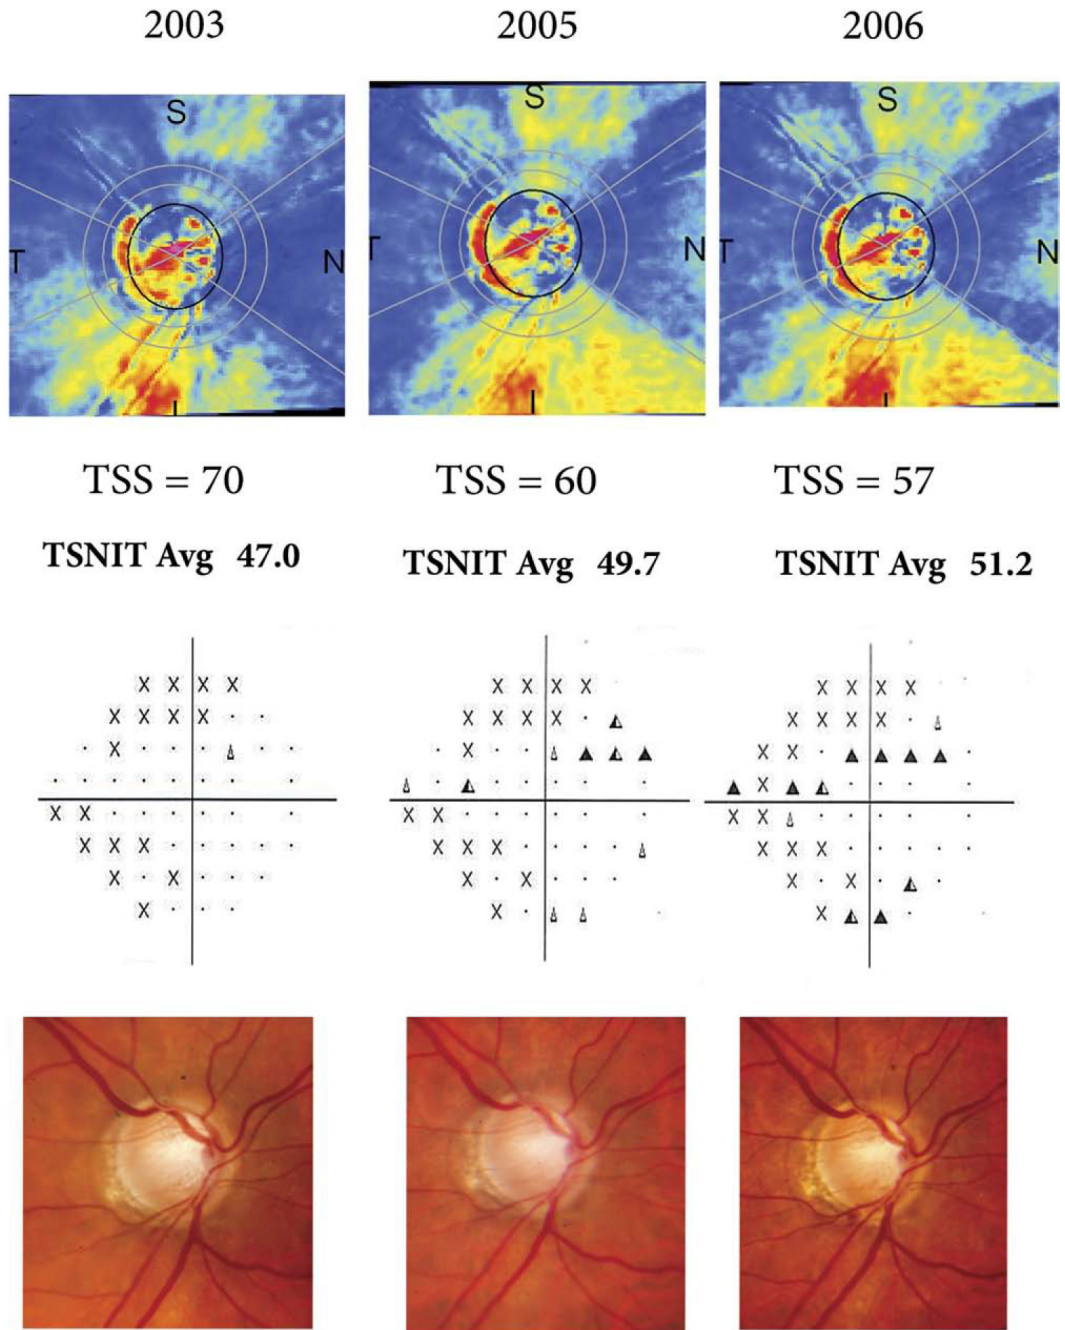 2003 2005 2006
S S S
T N T N T N
I I I
TSS = 70 TSS = 60 TSS = 57
TSNIT Avg 47.0 TSNIT Avg 49.7 TSNIT Avg 51.2
X X X X X X X X X X X X
X X X X X X X X X X X X
X X X X
X
X X X X X X
X X X X X X X X X
X X X X X X
X X X